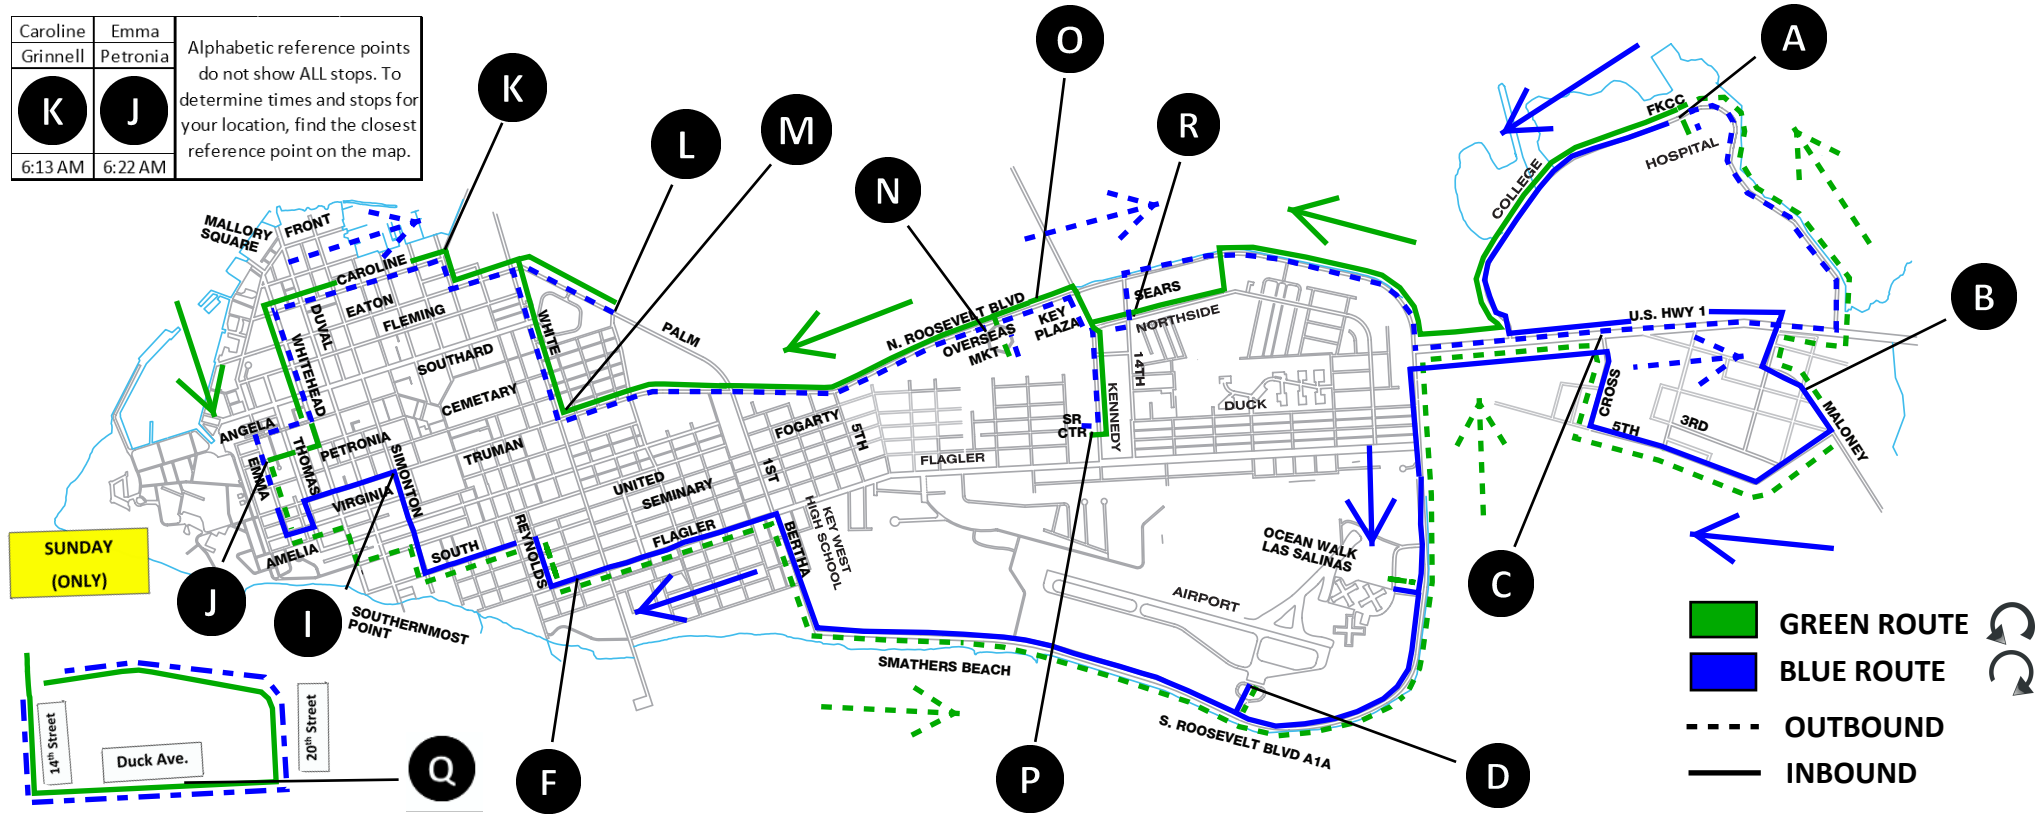 Caroline
Emma
Grinnell
Petronia
K
J
6:13 AM
6:22 AM
Alphabetic reference points
do not show ALL stops. To
determine times and stops for
your location, find the closest
reference point on the map.
K
L
M
N
O
R
A
B
FKCC
HOSPITAL
COLLEGE
MALLORY
SQUARE
FRONT
CAROLINE
EATON
FLEMING
DUVAL
WHITEHEAD
SOUTHARD
CEMETARY
WHITE
PALM
N. ROOSEVELT BLVD
OVERSEAS
MKT
KEY
PLAZA
SEARS
NORTHSIDE
14TH
KENNEDY
DUCK
SR
CTR
FLAGLER
FOGARTY
5TH
1ST
U.S. HWY 1
CROSS
5TH
3RD
MALONEY
ANGELA
EMMA
THOMAS
PETRONIA
SIMONTON
VIRGINIA
TRUMAN
UNITED
SEMINARY
FLAGLER
BERTHA
KEY WEST
HIGH SCHOOL
REYNOLDS
SOUTH
AMELIA
SOUTHERNMOST
POINT
OCEAN WALK
LAS SALINAS
AIRPORT
SMATHERS BEACH
S. ROOSEVELT BLVD A1A
SUNDAY
(ONLY)
J
I
F
P
D
C
14th Street
Duck Ave.
20th Street
Q
GREEN ROUTE
BLUE ROUTE
OUTBOUND
INBOUND